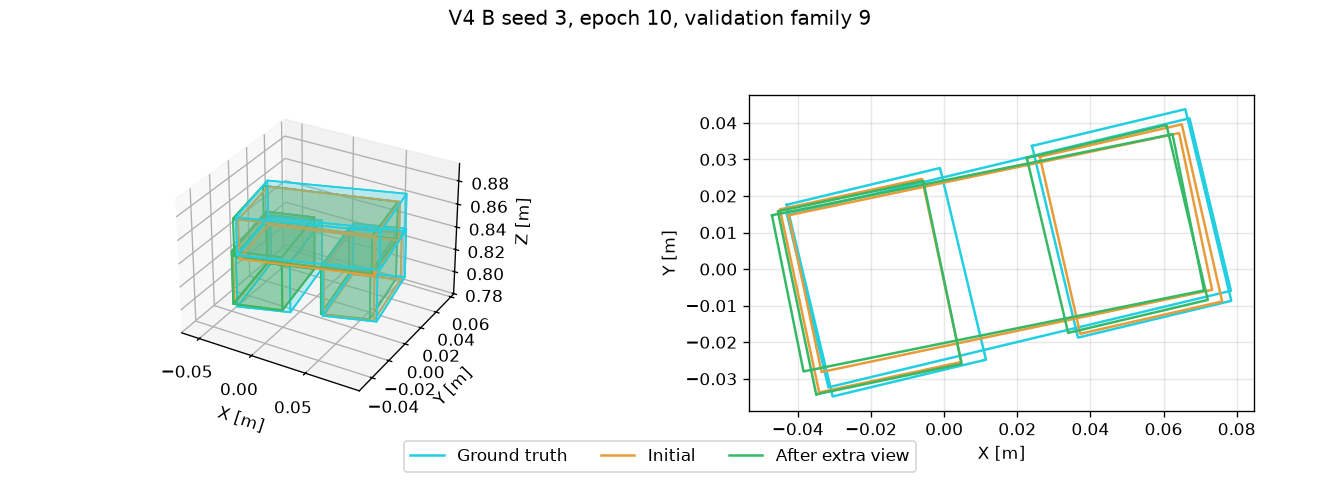 V4 B seed 3, epoch 10, validation family 9
0.88
0.86
0.84
0.82
0.80
0.78
Z [m]
−0.05
0.00
0.05
X [m]
0.06
0.04
0.02
0.00
−0.02
−0.04
Y [m]
0.04
0.03
0.02
0.01
0.00
−0.01
−0.02
−0.03
Y [m]
−0.04 −0.02 0.00 0.02 0.04 0.06 0.08
X [m]
Ground truth Initial After extra view